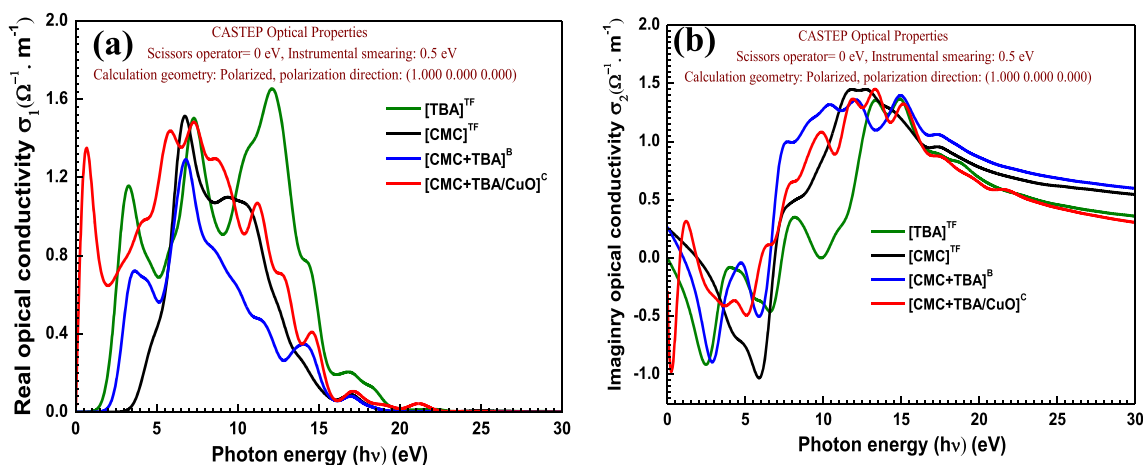 (a)
CASTEP Optical Properties
Scissors operator= 0 eV, Instrumental smearing: 0.5 eV
Calculation geometry: Polarized, polarization direction: (1.000 0.000 0.000)
Real optical conductivity σ1(Ω-1. m-1)
2.0
1.6
1.2
0.8
0.4
0.0
[TBA]TF
[CMC]TF
[CMC+TBA]B
[CMC+TBA/CuO]C
0 5 10 15 20 25 30
Photon energy (hν) (eV)
(b)
CASTEP Optical Properties
Scissors operator= 0 eV, Instrumental smearing: 0.5 eV
Calculation geometry: Polarized, polarization direction: (1.000 0.000 0.000)
Imaginry optical conductivity σ2(Ω-1. m-1)
2.0
1.5
1.0
0.5
0.0
-0.5
-1.0
[TBA]TF
[CMC]TF
[CMC+TBA]B
[CMC+TBA/CuO]C
0 5 10 15 20 25 30
Photon energy (hν) (eV)